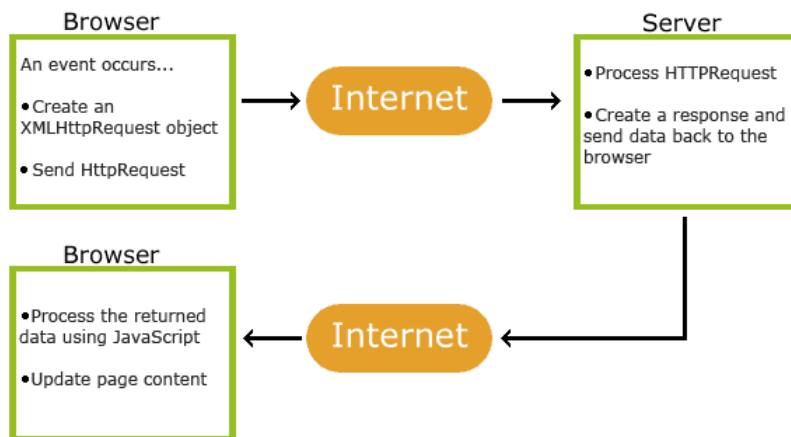 Browser
An event occurs...
•Create an
XMLHttpRequest object
• Send HttpRequest
Internet
Server
•Process HTTPRequest
•Create a response and
send data back to the
browser
Browser
•Process the returned
data using JavaScript
•Update page content
Internet